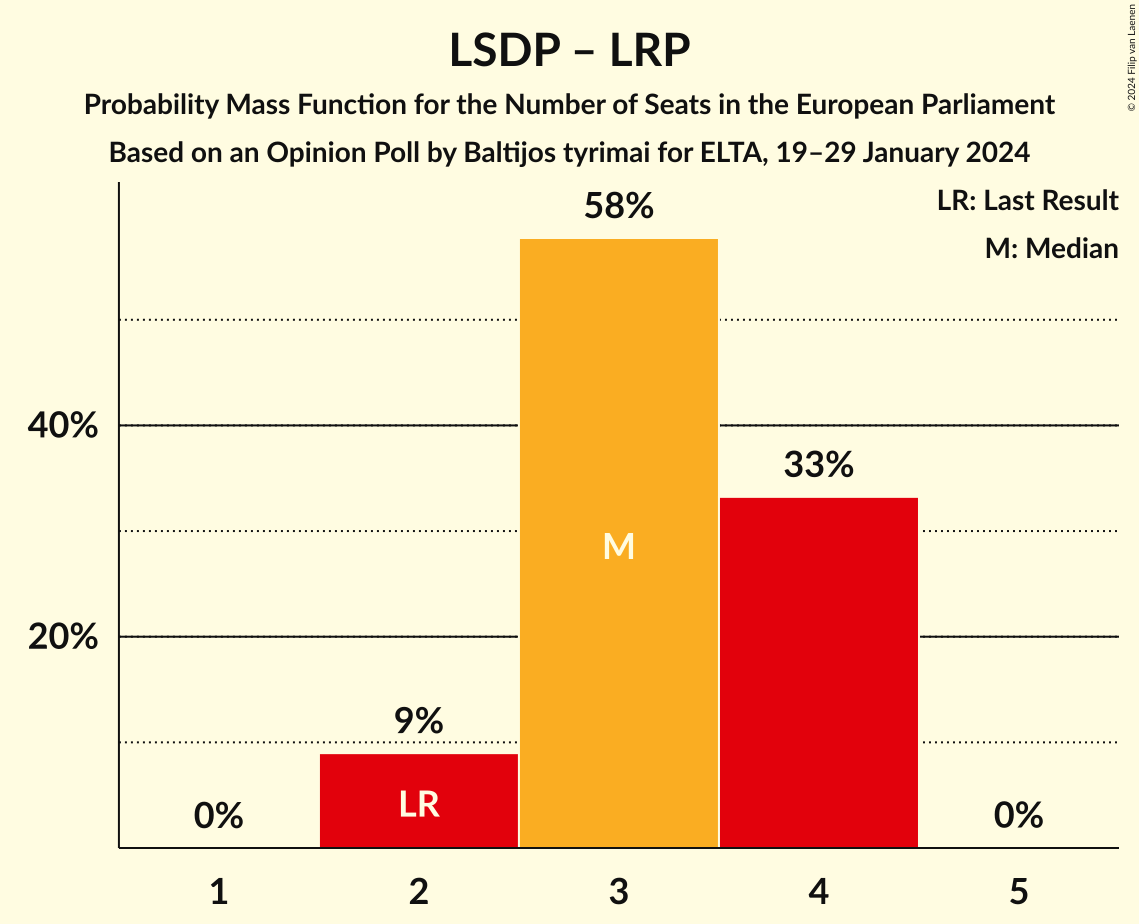 LSDP – LRP
Probability Mass Function for the Number of Seats in the European Parliament
Based on an Opinion Poll by Baltijos tyrimai for ELTA, 19–29 January 2024
© 2024 Filip van Laenen
LR: Last Result
M: Median
58%
40%
33%
M
20%
9%
LR
0%
0%
1 2 3 4 5